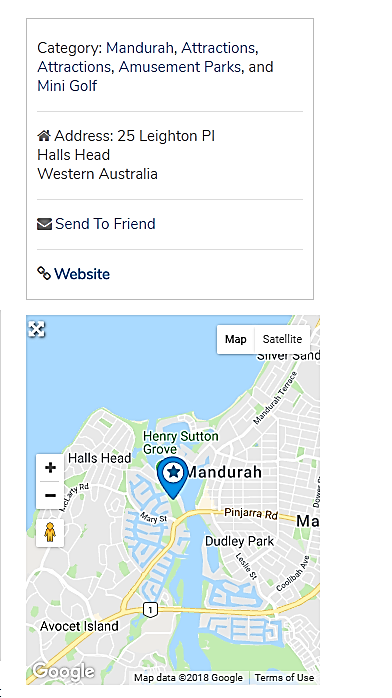 Category: Mandurah, Attractions,
Attractions, Amusement Parks, and
Mini Golf
Address: 25 Leighton Pl
Halls Head
Western Australia
Send To Friend
Website
Map Satellite
Silver Sand
Mandurah Terrace
Henry Sutton
Grove
Halls Head
Mandurah
McLarty Rd
Mary St
Pinjarra Rd
Ma
Dudley Park
Leslie St
Coolibah Ave
1
Avocet Island
Google
Map data ©2018 Google Terms of Use